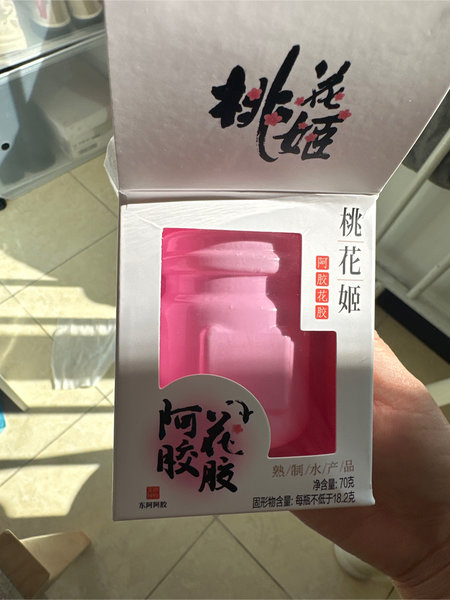 桃花姬
桃花姬
阿胶花胶
阿胶
花胶
东阿阿胶
熟/制/水/产/品
净含量: 70克
固形物含量: 每瓶不低于18.2克